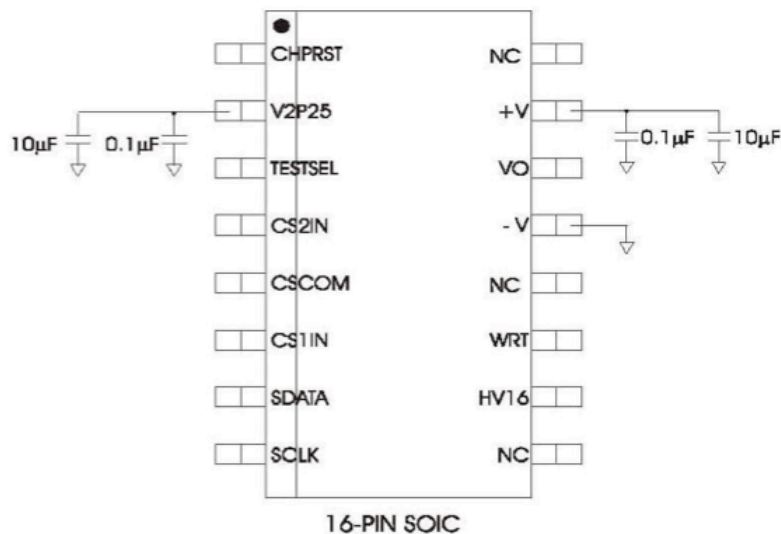 CHPRST NC
V2P25 +V
10µF 0.1µF 0.1µF 10µF
TESTSEL VO
CS2IN - V
CSCOM NC
CS1IN WRT
SDATA HV16
SCLK NC
16-PIN SOIC